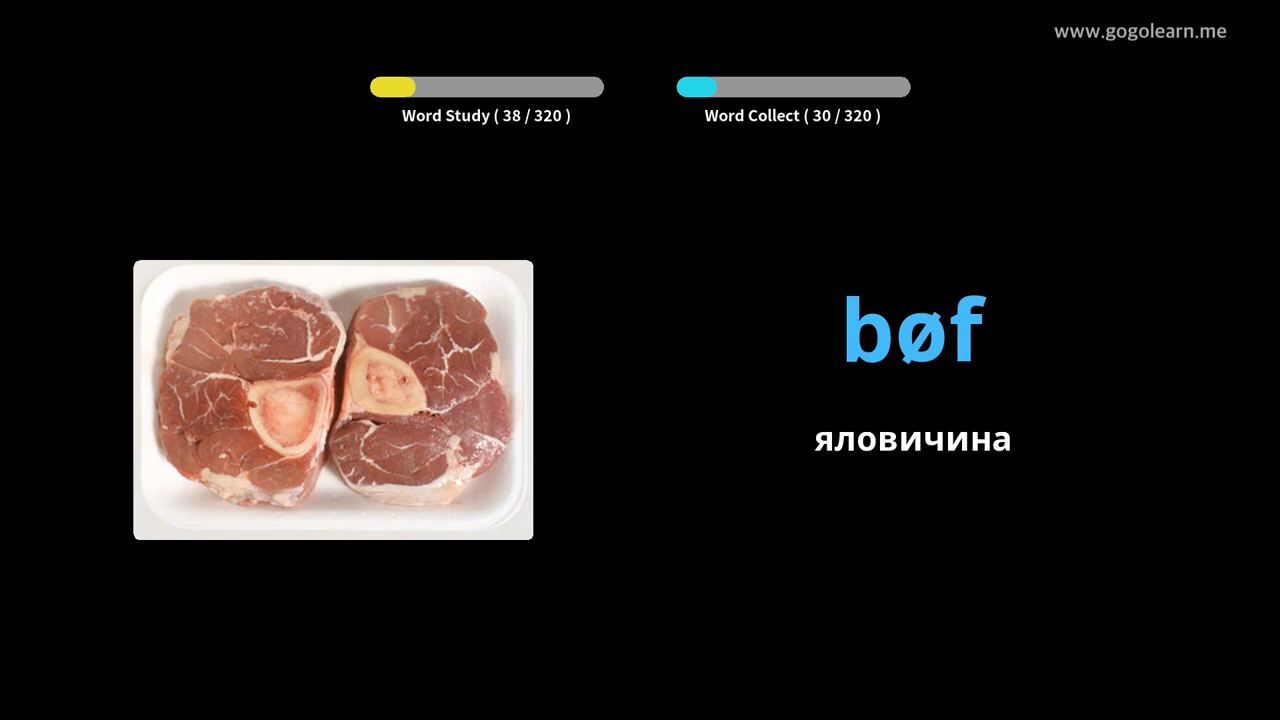 www.gogolearn.me
Word Study ( 38 / 320 )
Word Collect ( 30 / 320 )
bøf
яловичина